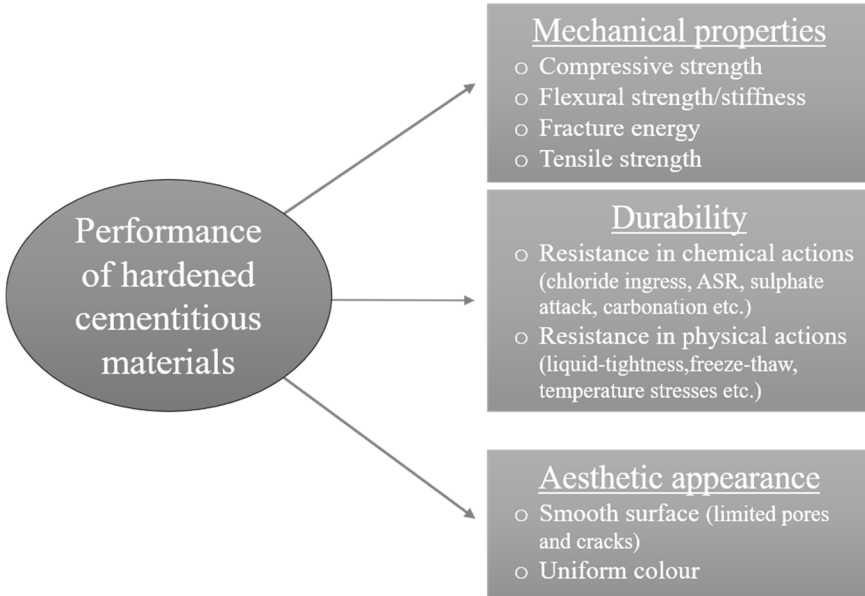 Performance
of hardened
cementitious
materials
Mechanical properties
o Compressive strength
o Flexural strength/stiffness
o Fracture energy
o Tensile strength
Durability
o Resistance in chemical actions
(chloride ingress, ASR, sulphate
attack, carbonation etc.)
o Resistance in physical actions
(liquid-tightness,freeze-thaw,
temperature stresses etc.)
Aesthetic appearance
o Smooth surface (limited pores
and cracks)
o Uniform colour